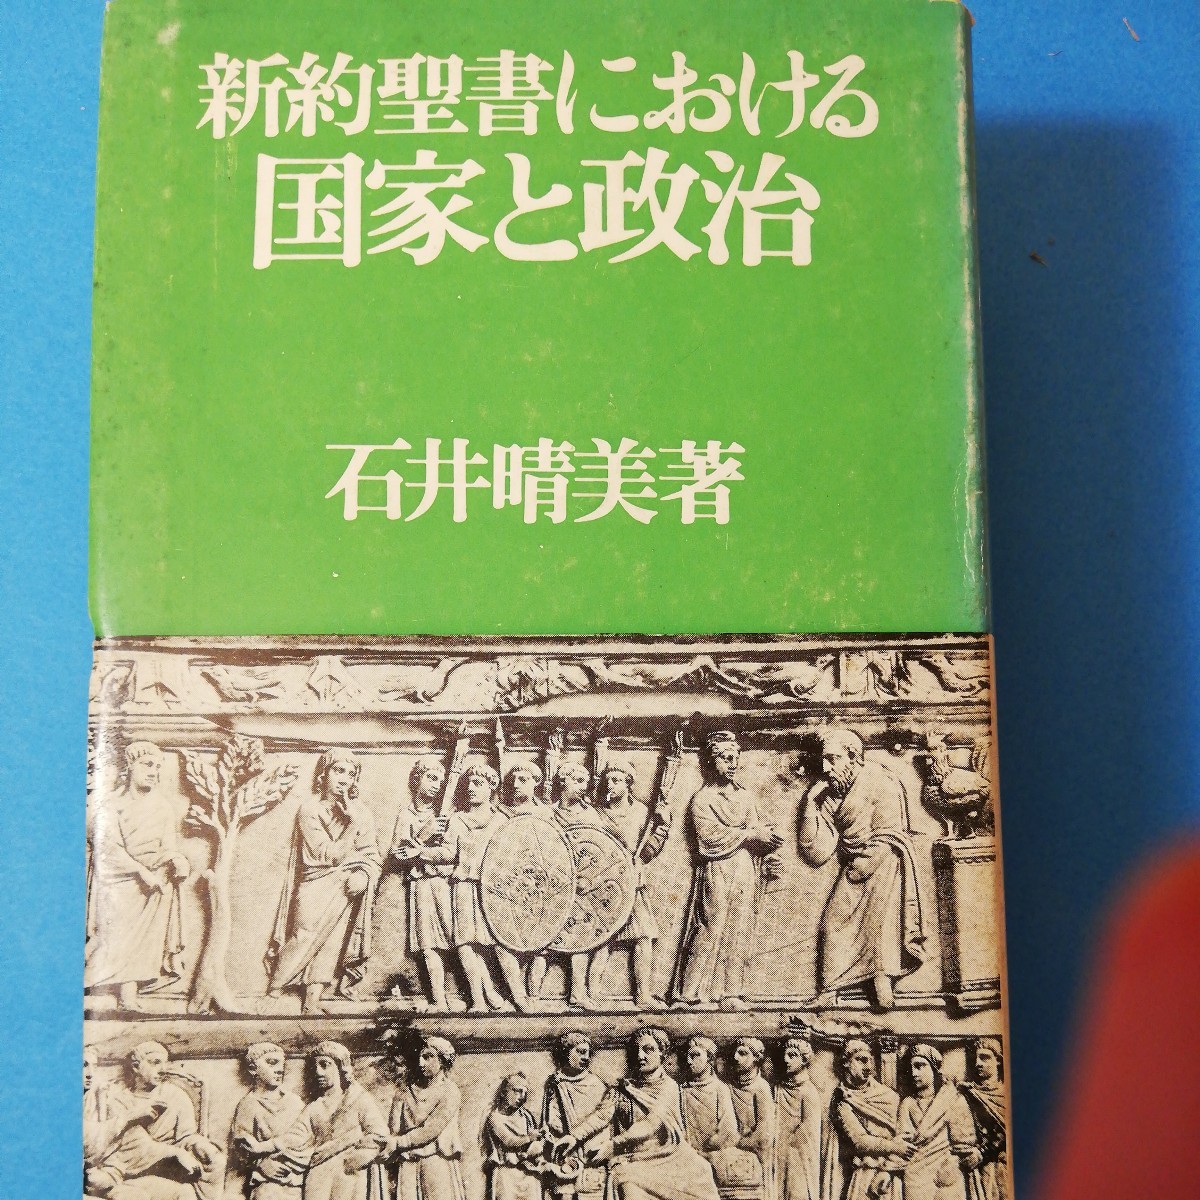 新約聖書における
国家と政治
石井晴美著